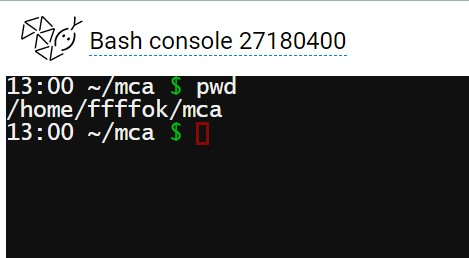 Bash console 27180400
13:00 ~/mca $ pwd
/home/ffffok/mca
13:00 ~/mca $